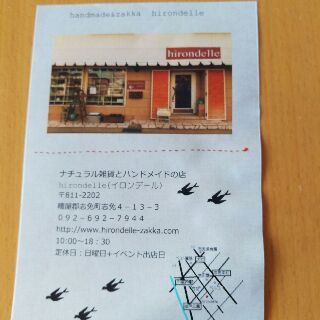 handmade&zakka hirondelle
hirondelle
ナチュラル雑貨とハンドメイドの店
hirondelle(イロンデール)
〒811-2202
糟屋郡志免町志免４－１３－３
０９２－６９２－７９４４
http://www.hirondelle-zakka.com
10:00～18：30
定休日：日曜日+イベント出店日